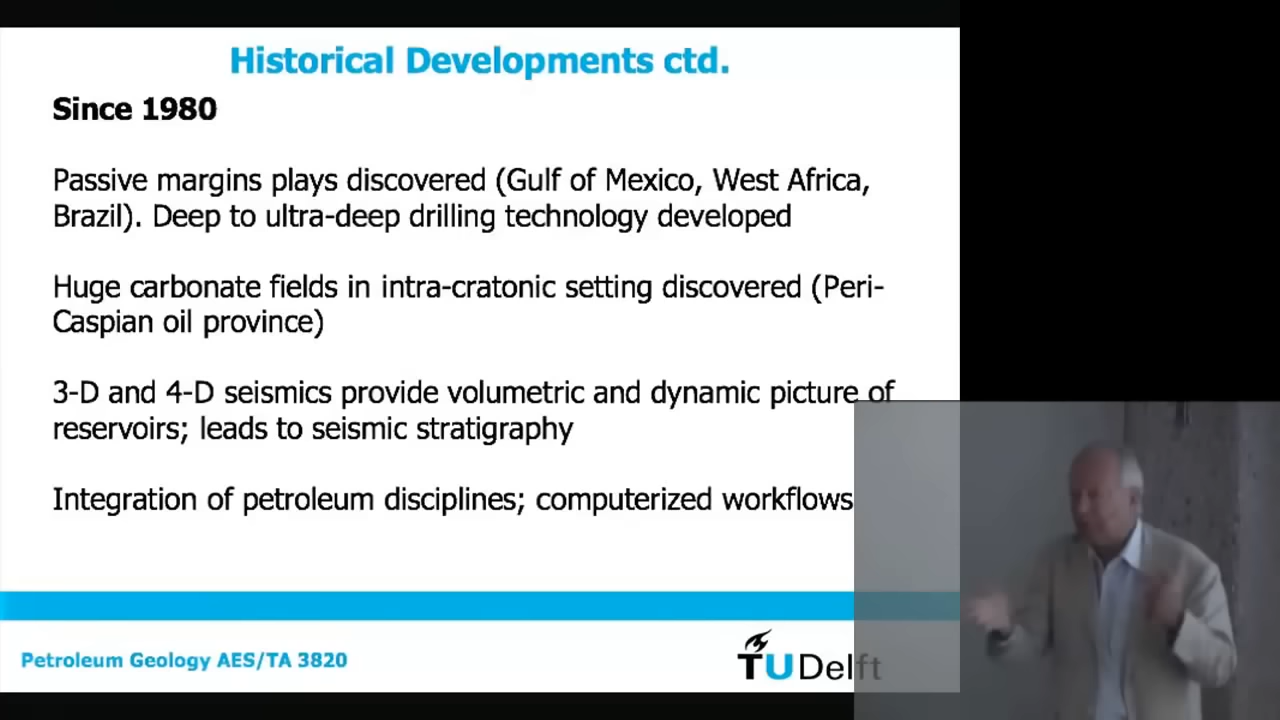 Historical Developments ctd.
Since 1980
Passive margins plays discovered (Gulf of Mexico, West Africa,
Brazil). Deep to ultra-deep drilling technology developed
Huge carbonate fields in intra-cratonic setting discovered (Peri-
Caspian oil province)
3-D and 4-D seismics provide volumetric and dynamic picture of
reservoirs; leads to seismic stratigraphy
Integration of petroleum disciplines; computerized workflows
Petroleum Geology AES/TA 3820
TUDelft